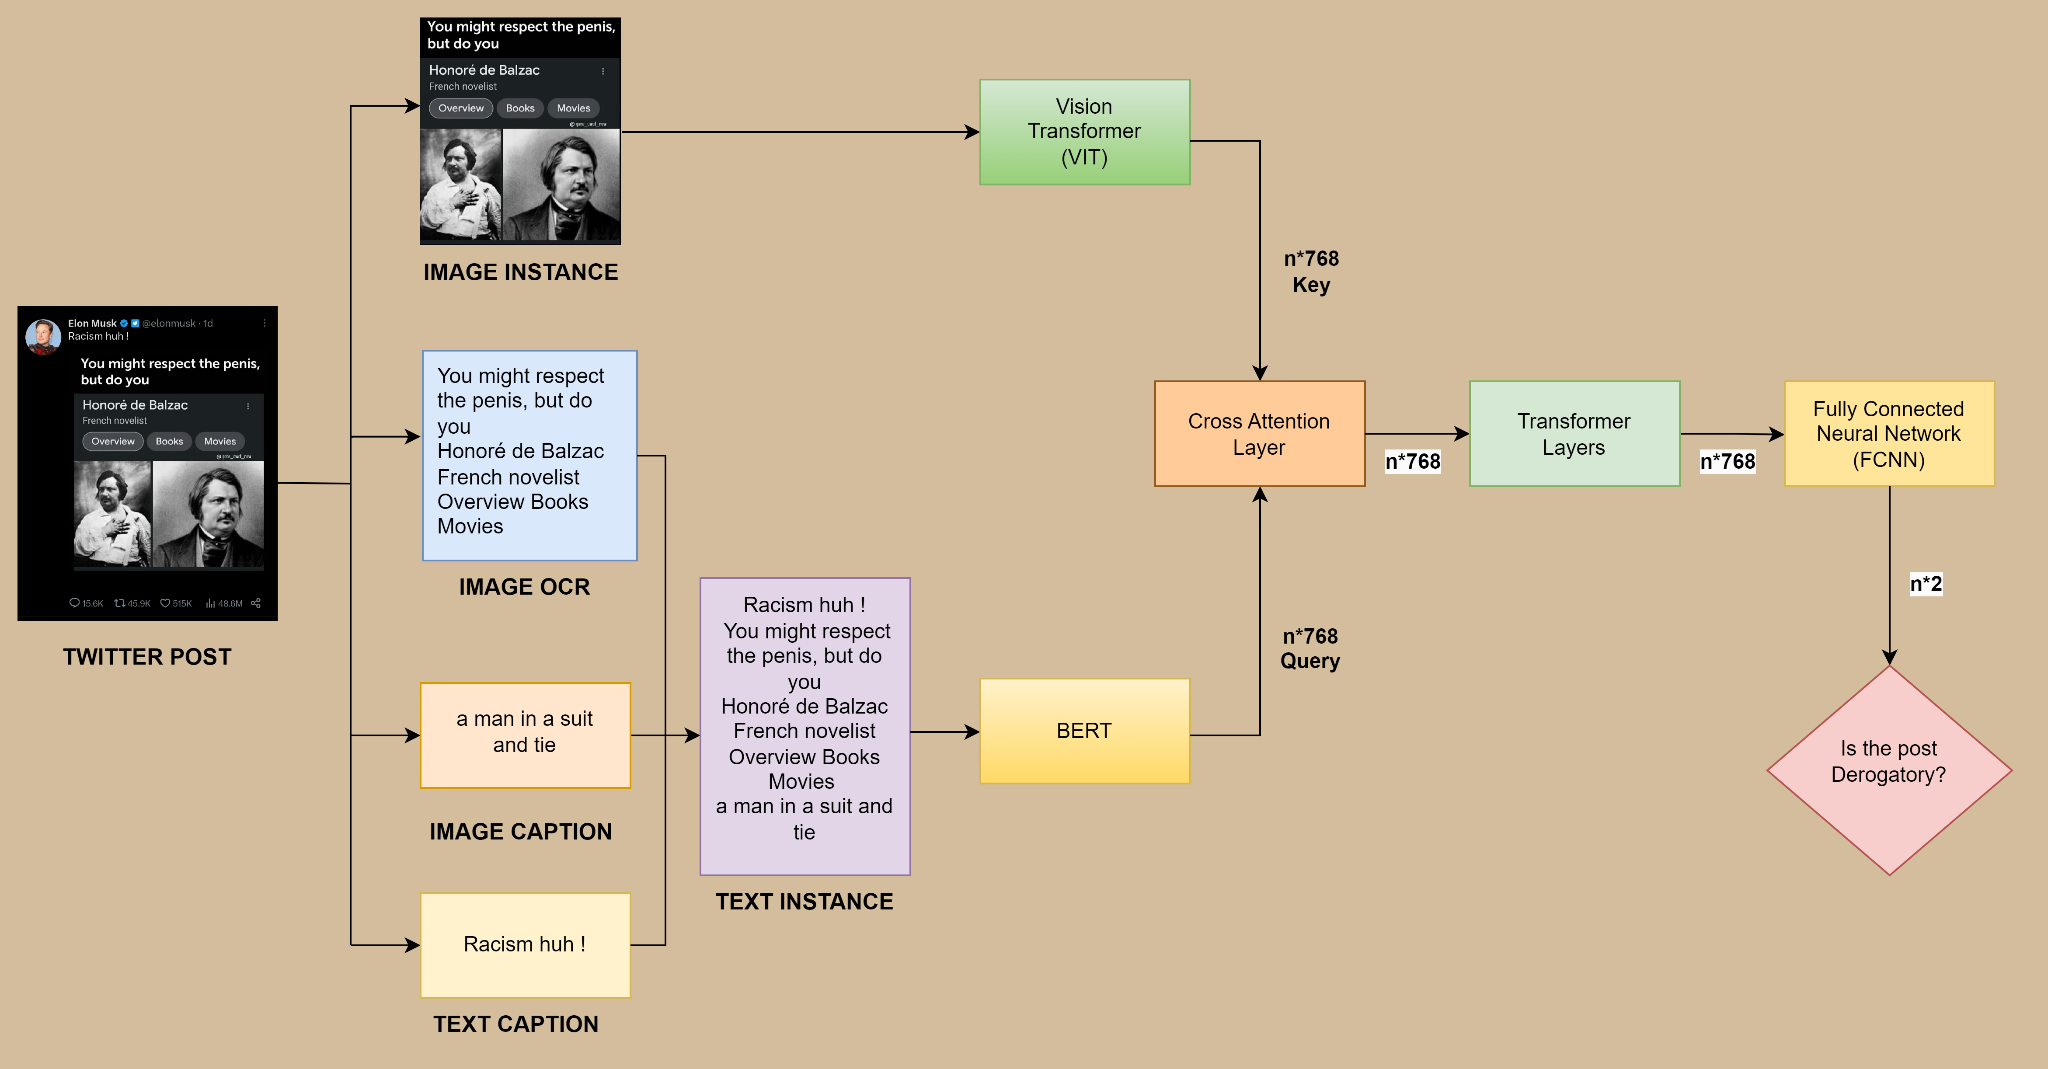 You might respect the penis,
but do you
Honoré de Balzac
French novelist
Overview Books Movies
IMAGE INSTANCE
Vision
Transformer
(VIT)
n*768
Key
Elon Musk @elonmusk · 1d
Racism huh !
You might respect the penis,
but do you
Honoré de Balzac
French novelist
Overview Books Movies
15.6K 45.9K 515K 48.6M
TWITTER POST
You might respect
the penis, but do
you
Honoré de Balzac
French novelist
Overview Books
Movies
IMAGE OCR
a man in a suit
and tie
IMAGE CAPTION
Racism huh !
TEXT CAPTION
Racism huh !
You might respect
the penis, but do
you
Honoré de Balzac
French novelist
Overview Books
Movies
a man in a suit and
tie
TEXT INSTANCE
BERT
n*768
Query
Cross Attention
Layer
n*768
Transformer
Layers
n*768
Fully Connected
Neural Network
(FCNN)
n*2
Is the post
Derogatory?